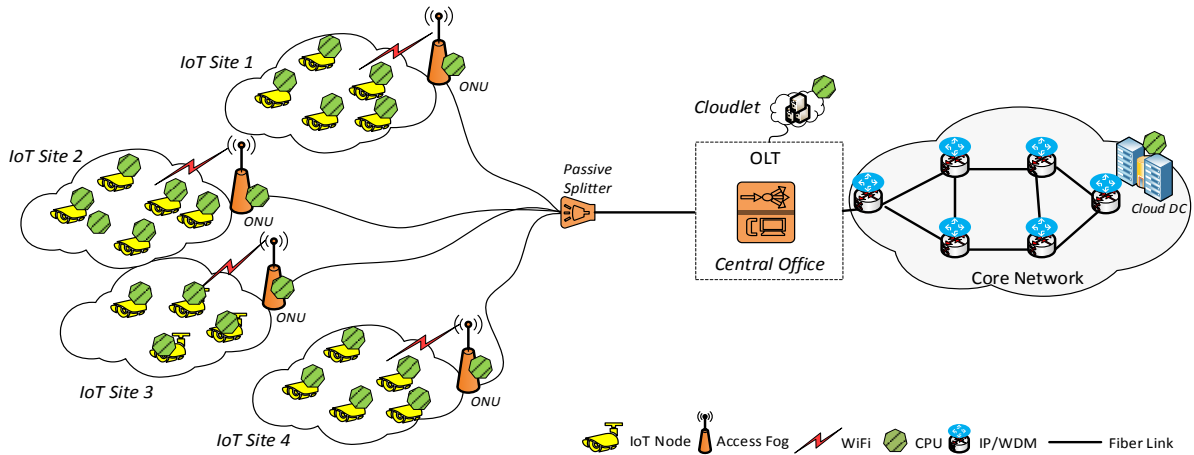 IoT Site 1
ONU
IoT Site 2
ONU
IoT Site 3
ONU
IoT Site 4
ONU
Passive
Splitter
Cloudlet
OLT
Central Office
Cloud DC
Core Network
IoT Node
Access Fog
WiFi
CPU
IP/WDM
Fiber Link